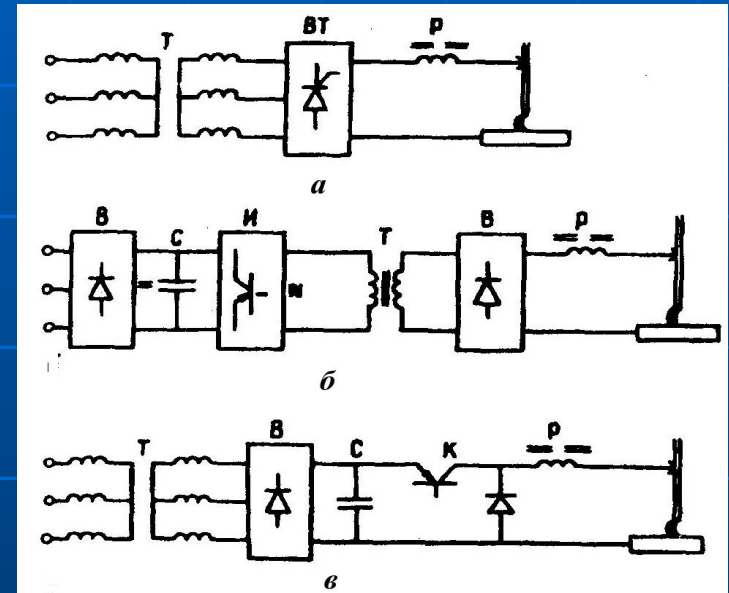 Т ВТ Р
а
В С И Т В Р
б
Т В С К Р
в